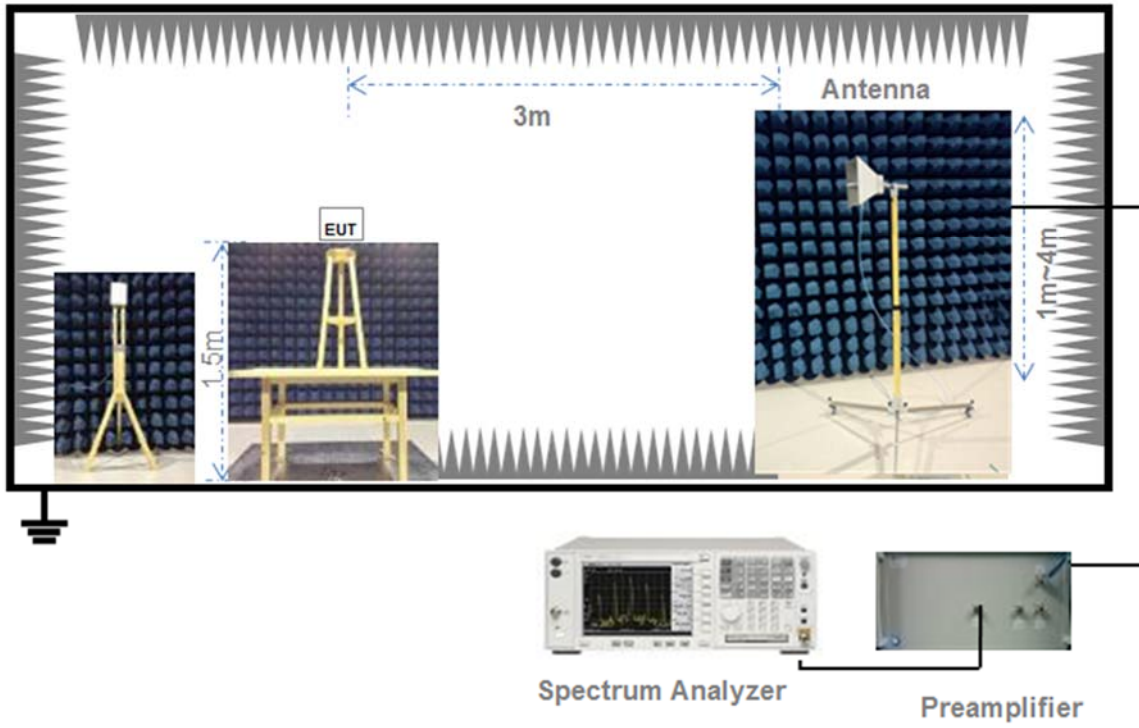 Antenna
3m
EUT
1.5m
1m~4m
Spectrum Analyzer
Preamplifier